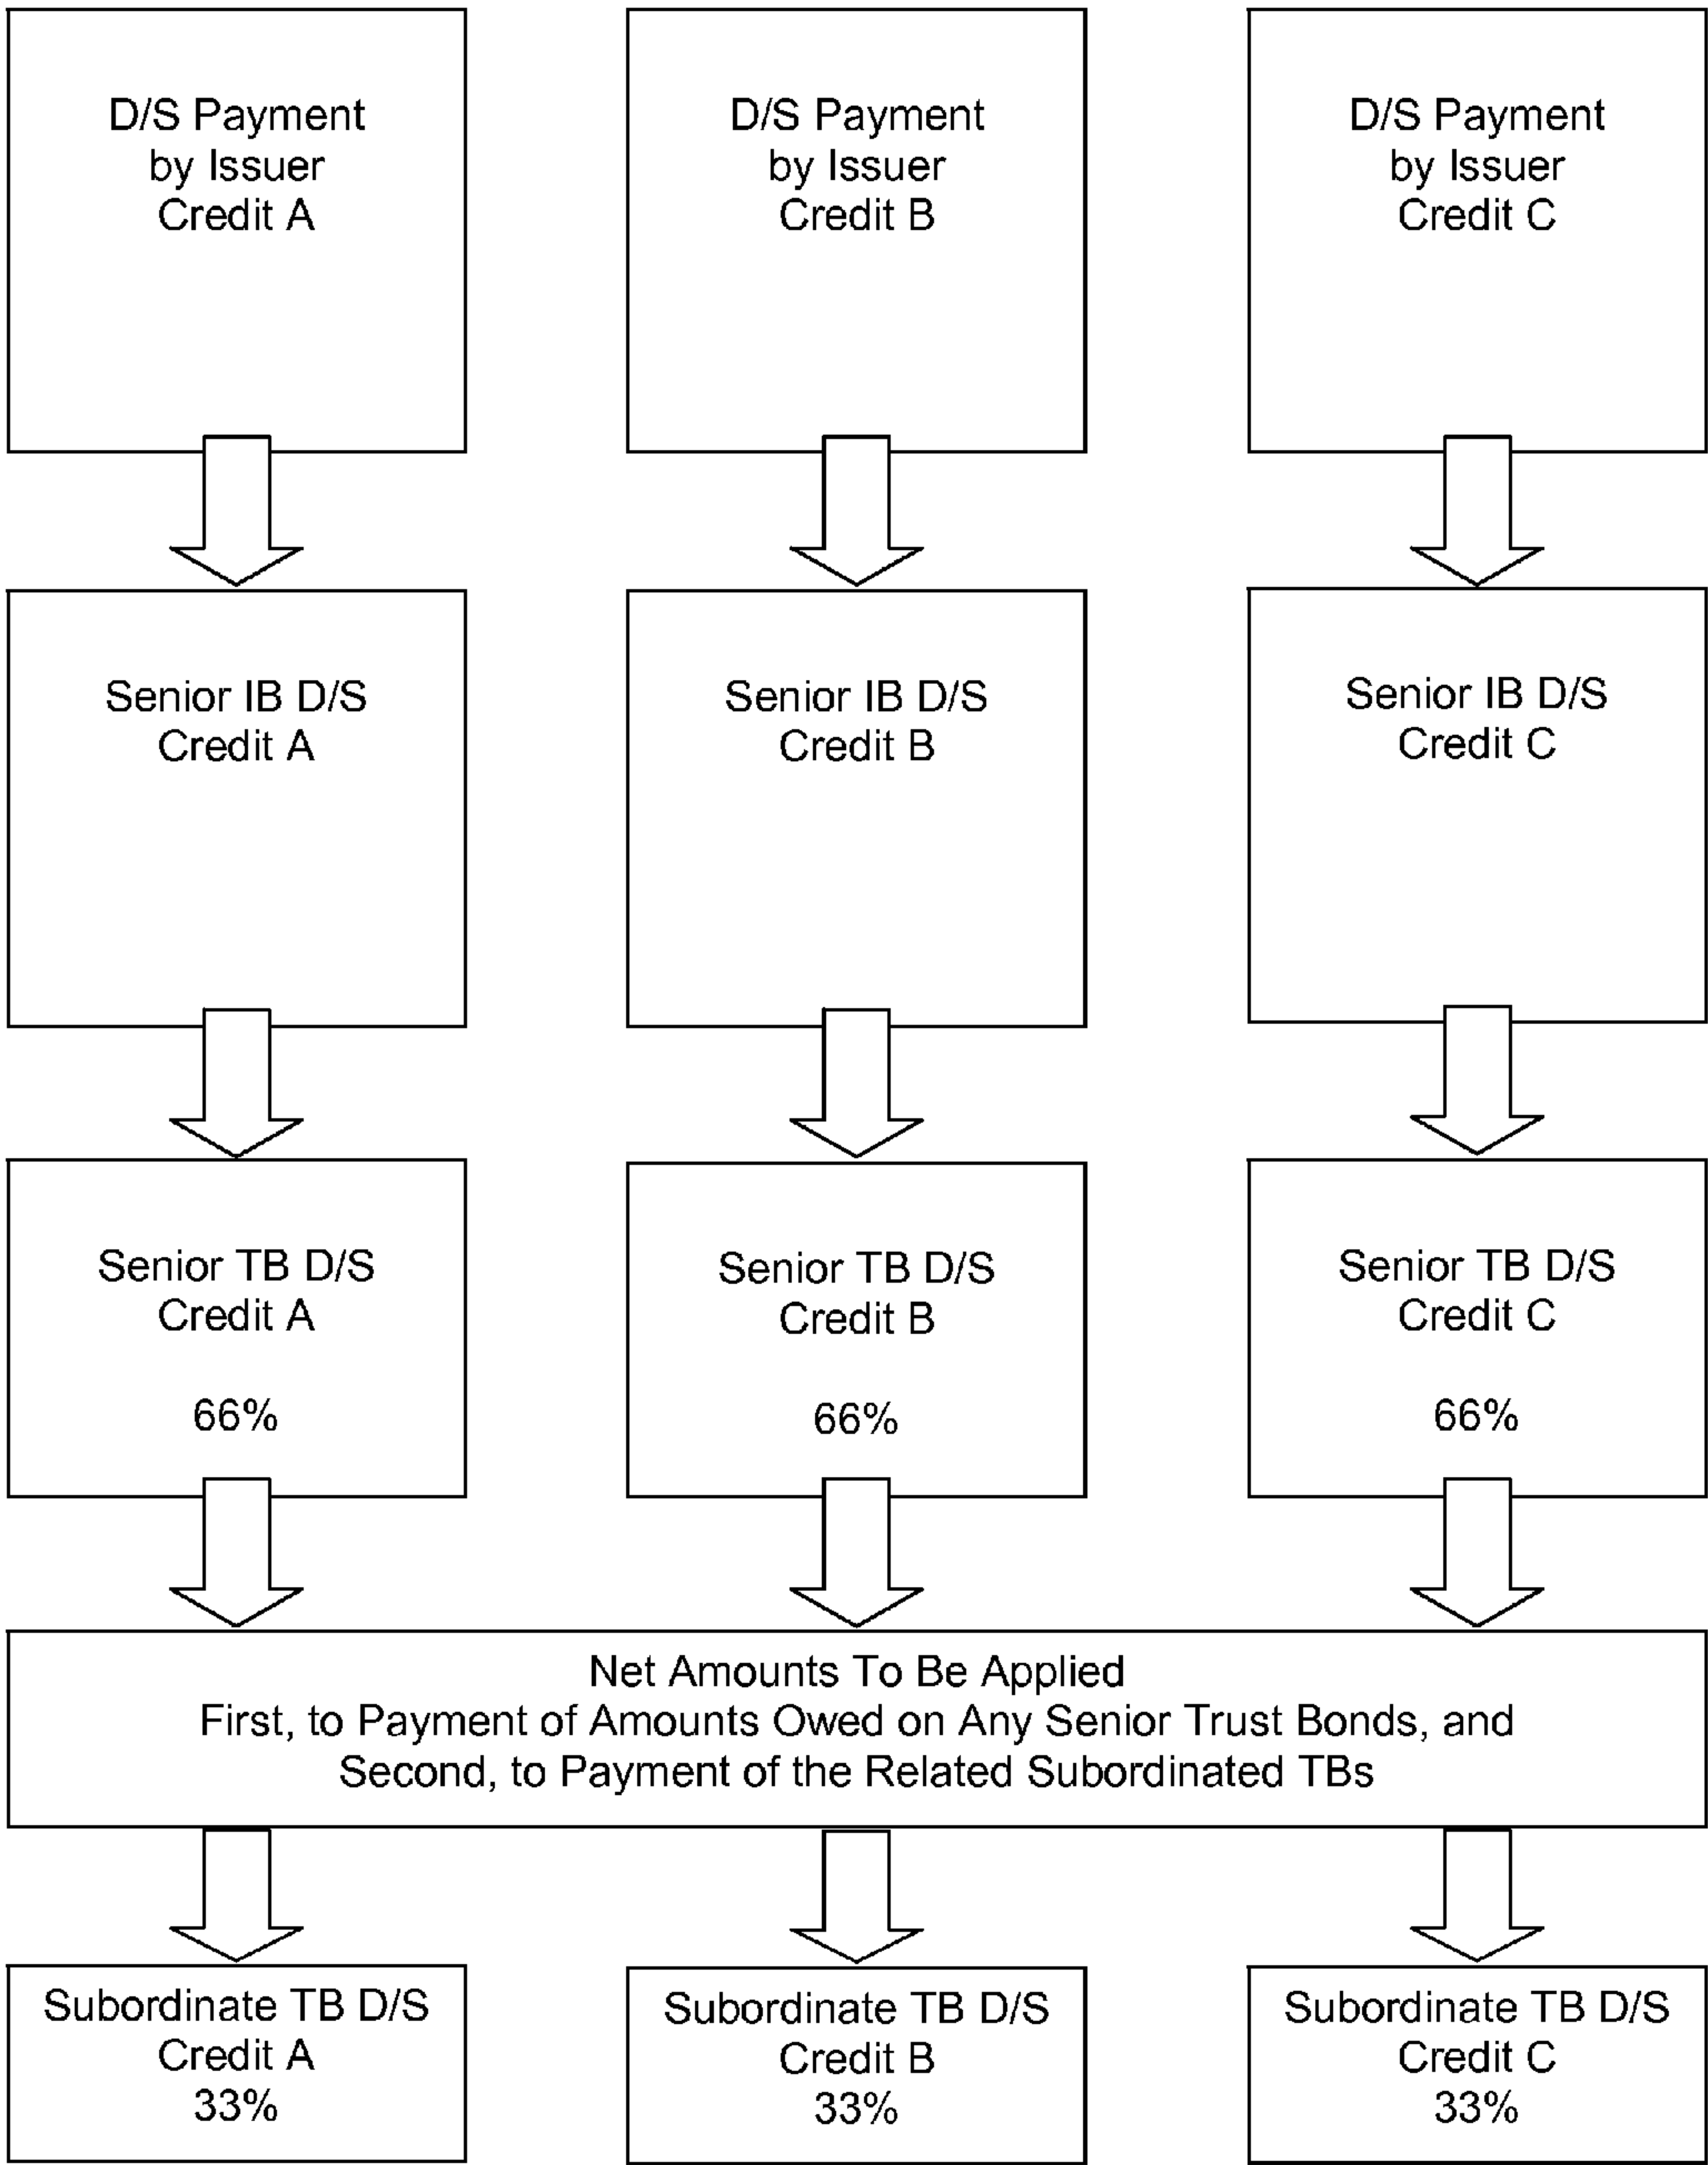 D/S Payment
by Issuer
Credit A
D/S Payment
by Issuer
Credit B
D/S Payment
by Issuer
Credit C
Senior IB D/S
Credit A
Senior IB D/S
Credit B
Senior IB D/S
Credit C
Senior TB D/S
Credit A
66%
Senior TB D/S
Credit B
66%
Senior TB D/S
Credit C
66%
Net Amounts To Be Applied
First, to Payment of Amounts Owed on Any Senior Trust Bonds, and
Second, to Payment of the Related Subordinated TBs
Subordinate TB D/S
Credit A
33%
Subordinate TB D/S
Credit B
33%
Subordinate TB D/S
Credit C
33%